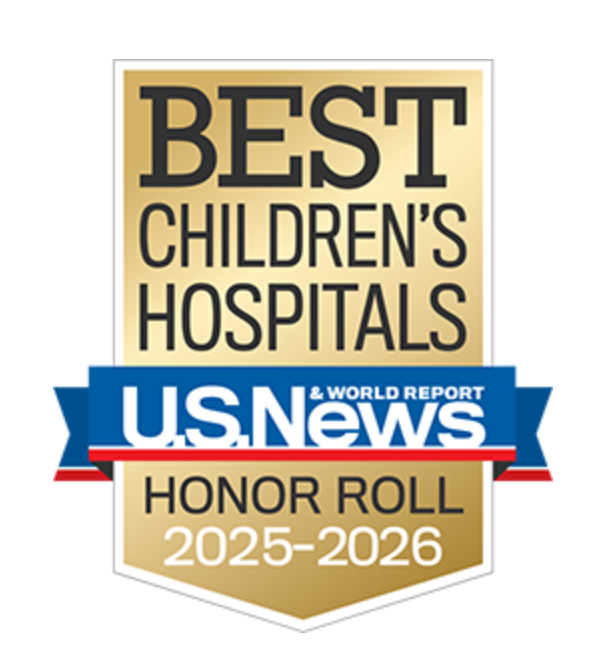 BEST
CHILDREN'S
HOSPITALS
U.S.News & WORLD REPORT
HONOR ROLL
2025-2026